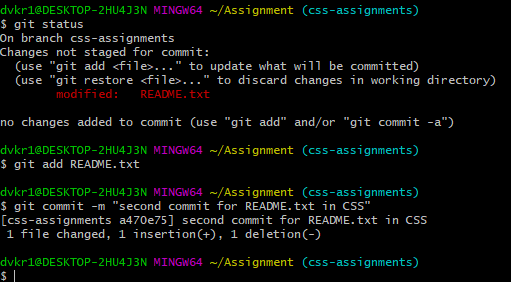 dvkr1@DESKTOP-2HU4J3N MINGW64 ~/Assignment (css-assignments)
$ git status
On branch css-assignments
Changes not staged for commit:
  (use "git add <file>..." to update what will be committed)
  (use "git restore <file>..." to discard changes in working directory)
        modified:   README.txt

no changes added to commit (use "git add" and/or "git commit -a")

dvkr1@DESKTOP-2HU4J3N MINGW64 ~/Assignment (css-assignments)
$ git add README.txt

dvkr1@DESKTOP-2HU4J3N MINGW64 ~/Assignment (css-assignments)
$ git commit -m "second commit for README.txt in CSS"
[css-assignments a470e75] second commit for README.txt in CSS
 1 file changed, 1 insertion(+), 1 deletion(-)

dvkr1@DESKTOP-2HU4J3N MINGW64 ~/Assignment (css-assignments)
$